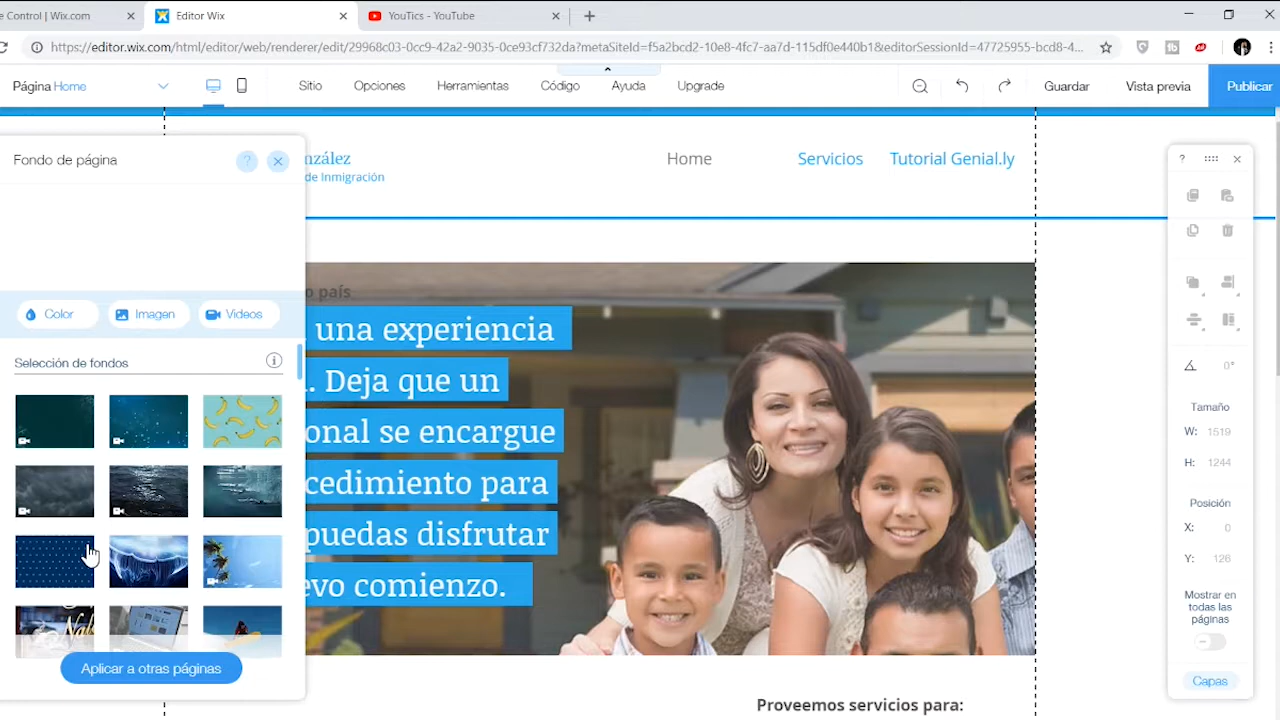 e Control | Wix.com
Editor Wix
YouTics - YouTube
https://editor.wix.com/html/editor/web/renderer/edit/29968c03-0cc9-42a2-9035-0ce93cf732da?metaSiteId=f5a2bcd2-10e8-4fc7-aa7d-115df0e440b1&editorSessionId=47725955-bcd8-4...
Página Home
Sitio
Opciones
Herramientas
Código
Ayuda
Upgrade
Guardar
Vista previa
Publicar
Fondo de página
?
nzález
de Inmigración
Home
Servicios
Tutorial Genial.ly
Color
Imagen
Videos
Selección de fondos
Aplicar a otras páginas
o país
una experiencia
. Deja que un
onal se encargue
cedimiento para
puedas disfrutar
evo comienzo.
Proveemos servicios para:
?
0°
Tamaño
W: 1519
H: 1244
Posición
X: 0
Y: 126
Mostrar en
todas las
páginas
Capas